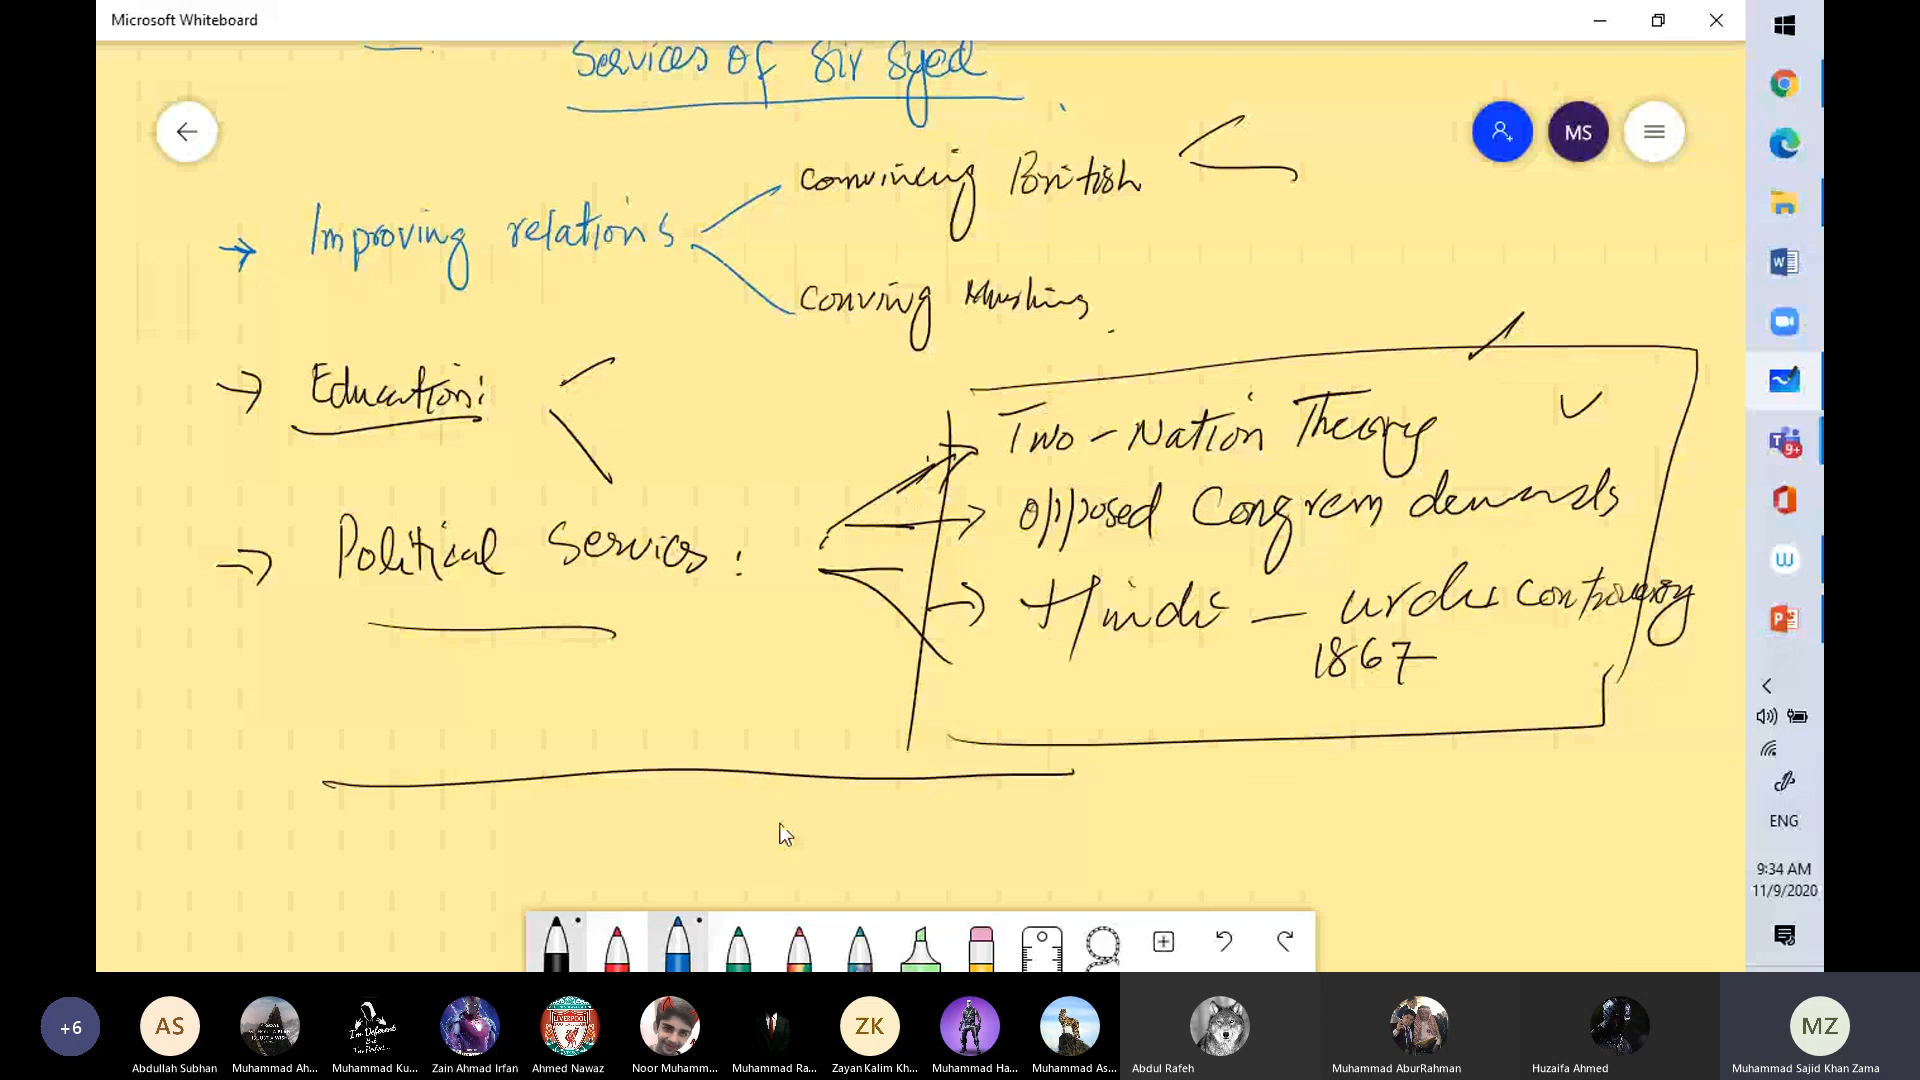 Microsoft Whiteboard
Services of Sir Syed
MS
convincing British
→ Improving relations
Conving Muslims
→ Education:
Two-Nation Theory
→ opposed Congress demands
→ Political Services:
→ Hindi - urdu controversy
1867
9+
ENG
9:34 AM
11/9/2020
+6
AS
ZK
MZ
Abdullah Subhan
Muhammad Ah...
Muhammad Ku...
Zain Ahmad Irfan
Ahmed Nawaz
Noor Muhamm...
Muhammad Ra...
Zayan Kalim Kh...
Muhammad Ha...
Muhammad As...
Abdul Rafeh
Muhammad AburRahman
Huzaifa Ahmed
Muhammad Sajid Khan Zama